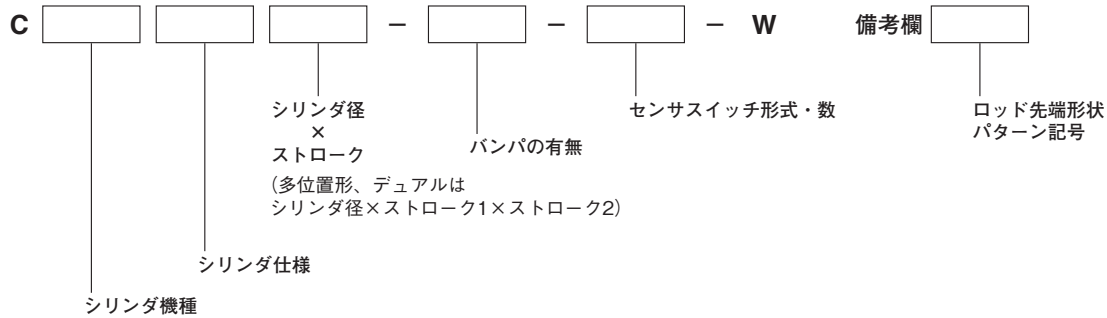 C － － － W 備考欄
シリンダ径
×
ストローク
(多位置形、デュアルは
シリンダ径×ストローク1×ストローク2)
バンパの有無
センサスイッチ形式・数
ロッド先端形状
パターン記号
シリンダ仕様
シリンダ機種